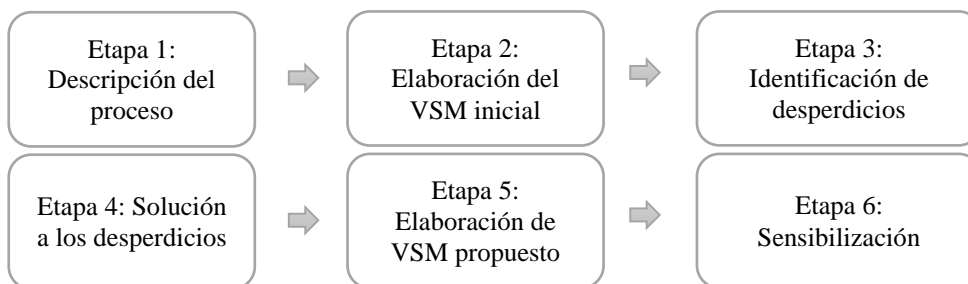 Etapa 1:
Descripción del
proceso
Etapa 2:
Elaboración del
VSM inicial
Etapa 3:
Identificación de
desperdicios
Etapa 4: Solución
a los desperdicios
Etapa 5:
Elaboración de
VSM propuesto
Etapa 6:
Sensibilización